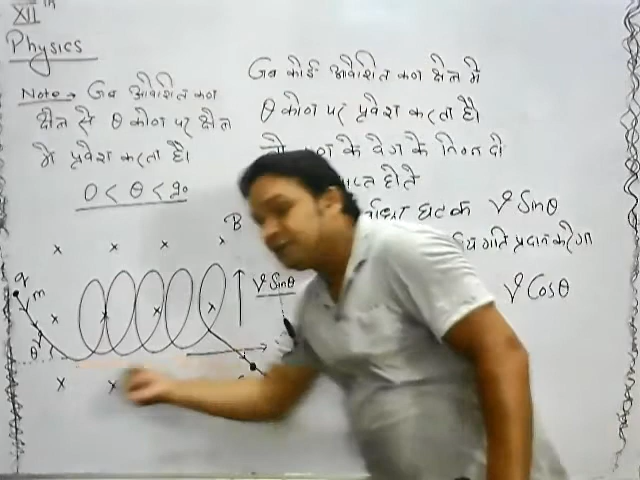 XII th
Physics
Note → जब आवेशित कण
क्षेत्र से θ कोण पर क्षेत्र
में प्रवेश करता है।
0 < θ < 90
जब कोई आवेशित कण क्षेत्र में
θ कोण पर प्रवेश करता है।
के वेग के निम्न दो
होते
घटक V Sinθ
गति प्रदान करेगा
V Cosθ
x x x x B
q
m
x x x x
θ
V Sinθ
x x